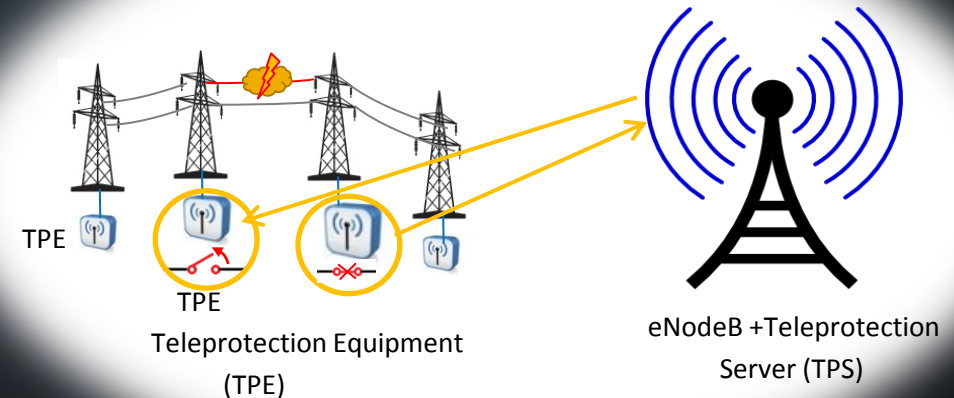 TPE
TPE
Teleprotection Equipment
(TPE)
eNodeB +Teleprotection
Server (TPS)